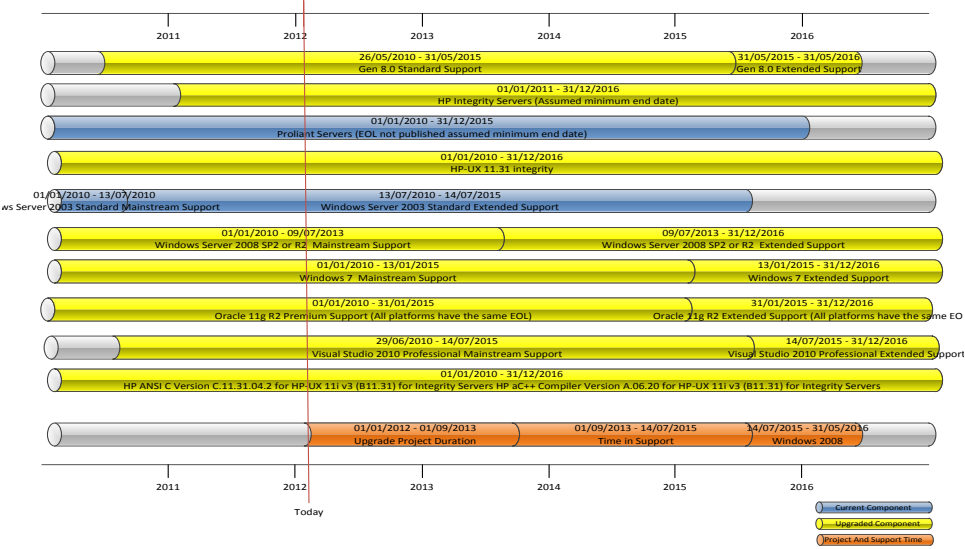 2011 2012 2013 2014 2015 2016
26/05/2010 - 31/05/2015 31/05/2015 - 31/05/2016
Gen 8.0 Standard Support Gen 8.0 Extended Support
01/01/2011 - 31/12/2016
HP Integrity Servers (Assumed minimum end date)
01/01/2010 - 31/12/2015
Proliant Servers (EOL not published assumed minimum end date)
01/01/2010 - 31/12/2016
HP-UX 11.31 integrity
01/01/2010 - 13/07/2010 13/07/2010 - 14/07/2015
ws Server 2003 Standard Mainstream Support Windows Server 2003 Standard Extended Support
01/01/2010 - 09/07/2013 09/07/2013 - 31/12/2016
Windows Server 2008 SP2 or R2 Mainstream Support Windows Server 2008 SP2 or R2 Extended Support
01/01/2010 - 13/01/2015 13/01/2015 - 31/12/2016
Windows 7 Mainstream Support Windows 7 Extended Support
01/01/2010 - 31/01/2015 31/01/2015 - 31/12/2016
Oracle 11g R2 Premium Support (All platforms have the same EOL) Oracle 11g R2 Extended Support (All platforms have the same EO
29/06/2010 - 14/07/2015 14/07/2015 - 31/12/2016
Visual Studio 2010 Professional Mainstream Support Visual Studio 2010 Professional Extended Support
01/01/2010 - 31/12/2016
HP ANSI C Version C.11.31.04.2 for HP-UX 11i v3 (B11.31) for Integrity Servers HP aC++ Compiler Version A.06.20 for HP-UX 11i v3 (B11.31) for Integrity Servers
01/01/2012 - 01/09/2013 01/09/2013 - 14/07/2015 14/07/2015 - 31/05/2016
Upgrade Project Duration Time in Support Windows 2008
2011 2012 2013 2014 2015 2016
Today
Current Component
Upgraded Component
Project And Support Time